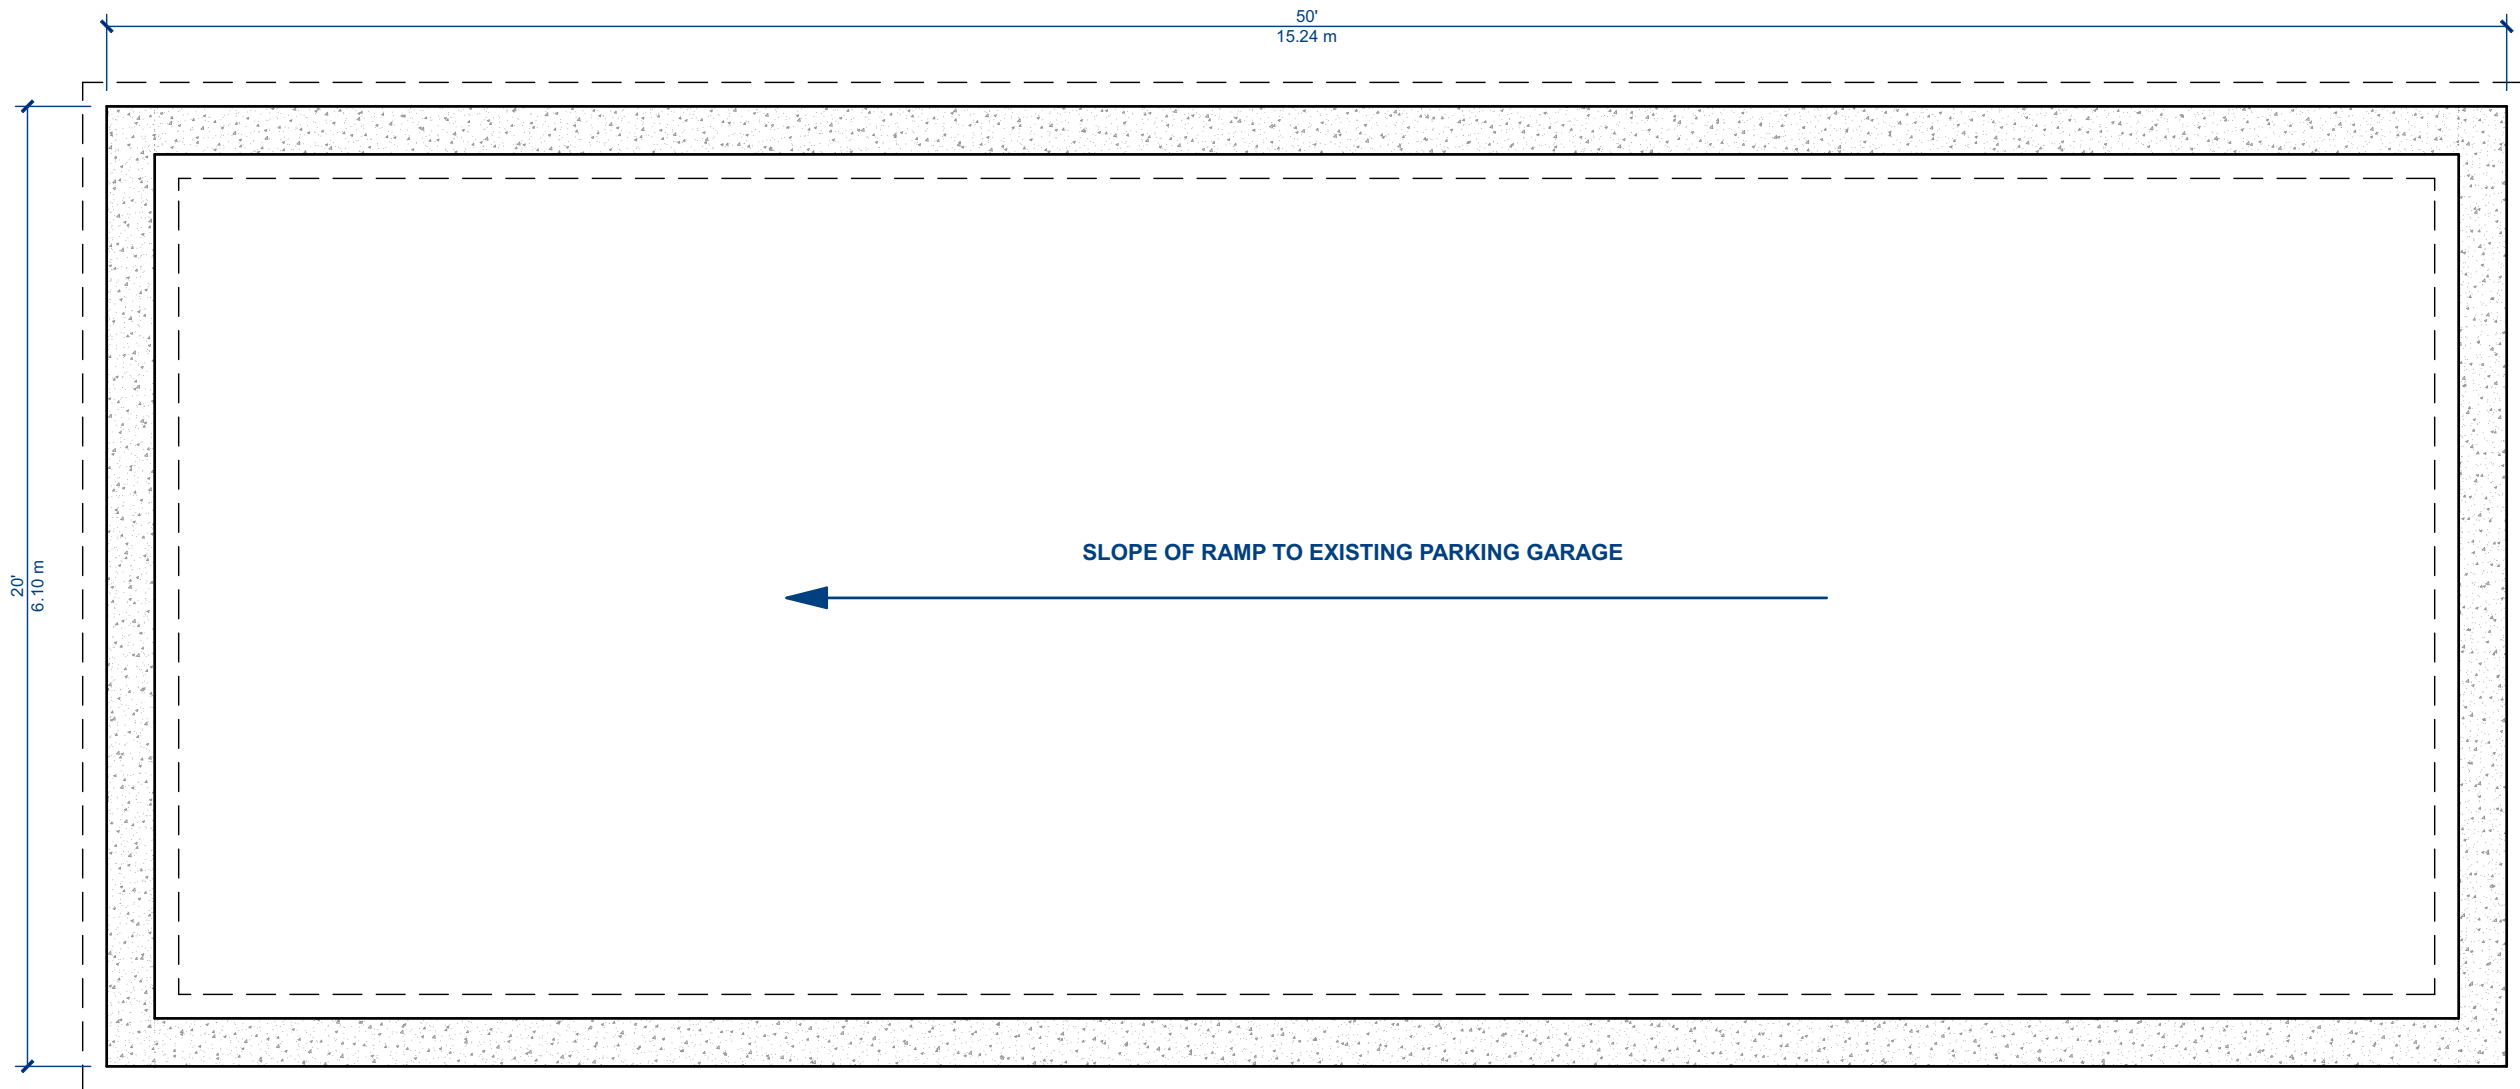 50'
15.24 m
20'
6.10 m
SLOPE OF RAMP TO EXISTING PARKING GARAGE